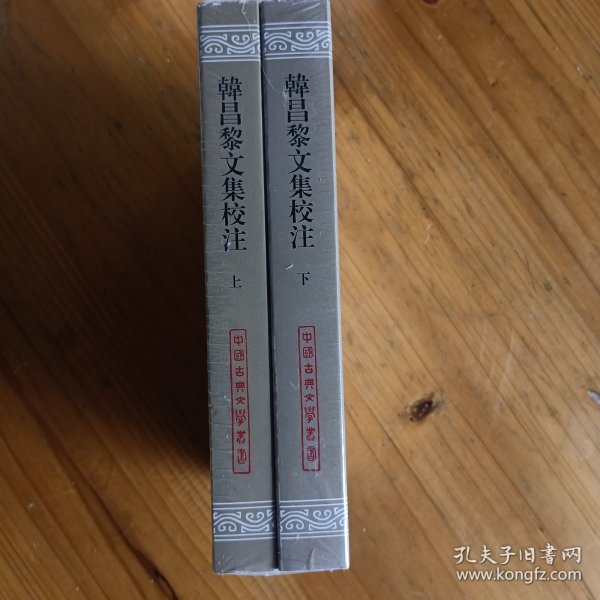 韓昌黎文集校注
上
中國古典文學叢書
韓昌黎文集校注
下
中國古典文學叢書
孔夫子旧书网
www.kongfz.com